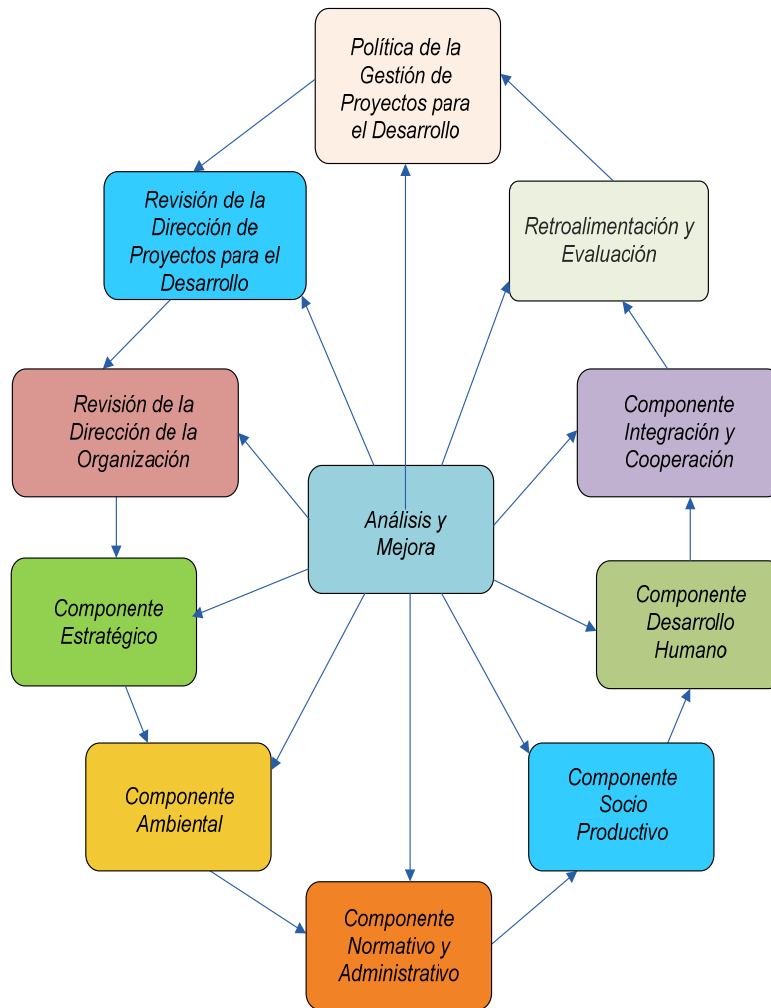 Política de la
Gestión de
Proyectos para
el Desarrollo
Revisión de la
Dirección de
Proyectos para el
Desarrollo
Retroalimentación y
Evaluación
Revisión de la
Dirección de la
Organización
Componente
Integración y
Cooperación
Análisis y
Mejora
Componente
Estratégico
Componente
Desarrollo
Humano
Componente
Ambiental
Componente
Socio
Productivo
Componente
Normativo y
Administrativo